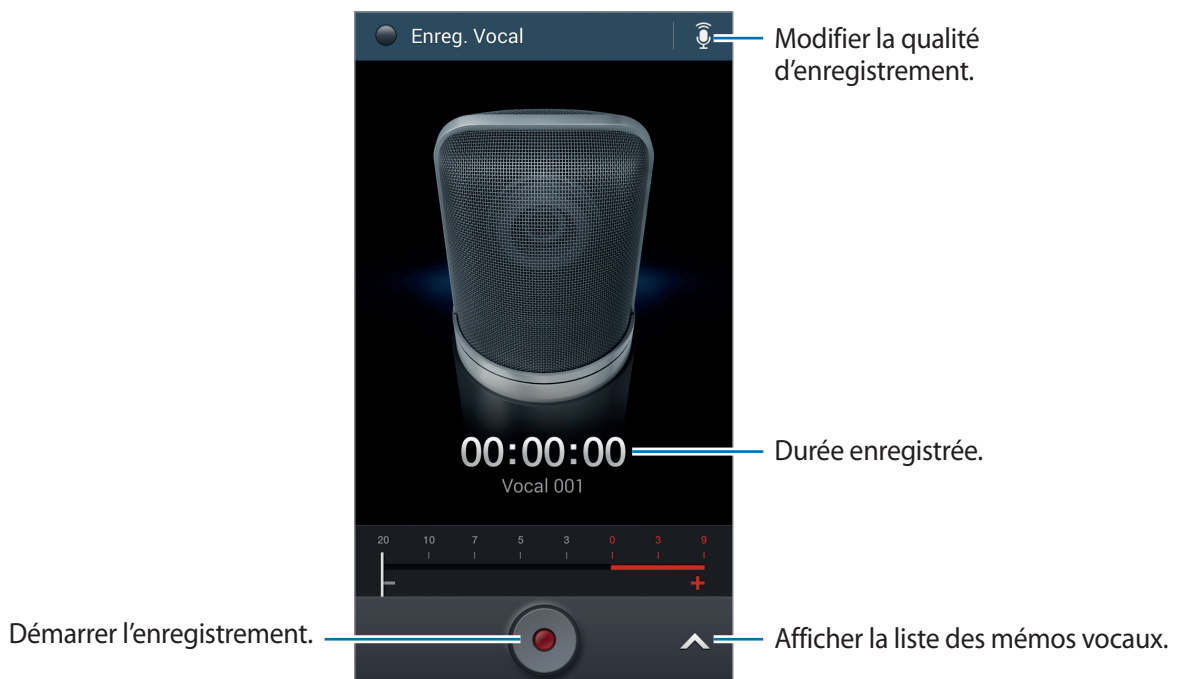 Enreg. Vocal
Modifier la qualité
d’enregistrement.
00:00:00
Durée enregistrée.
Vocal 001
20 10 7 5 3 0 3 9
− +
Démarrer l’enregistrement.
Afficher la liste des mémos vocaux.